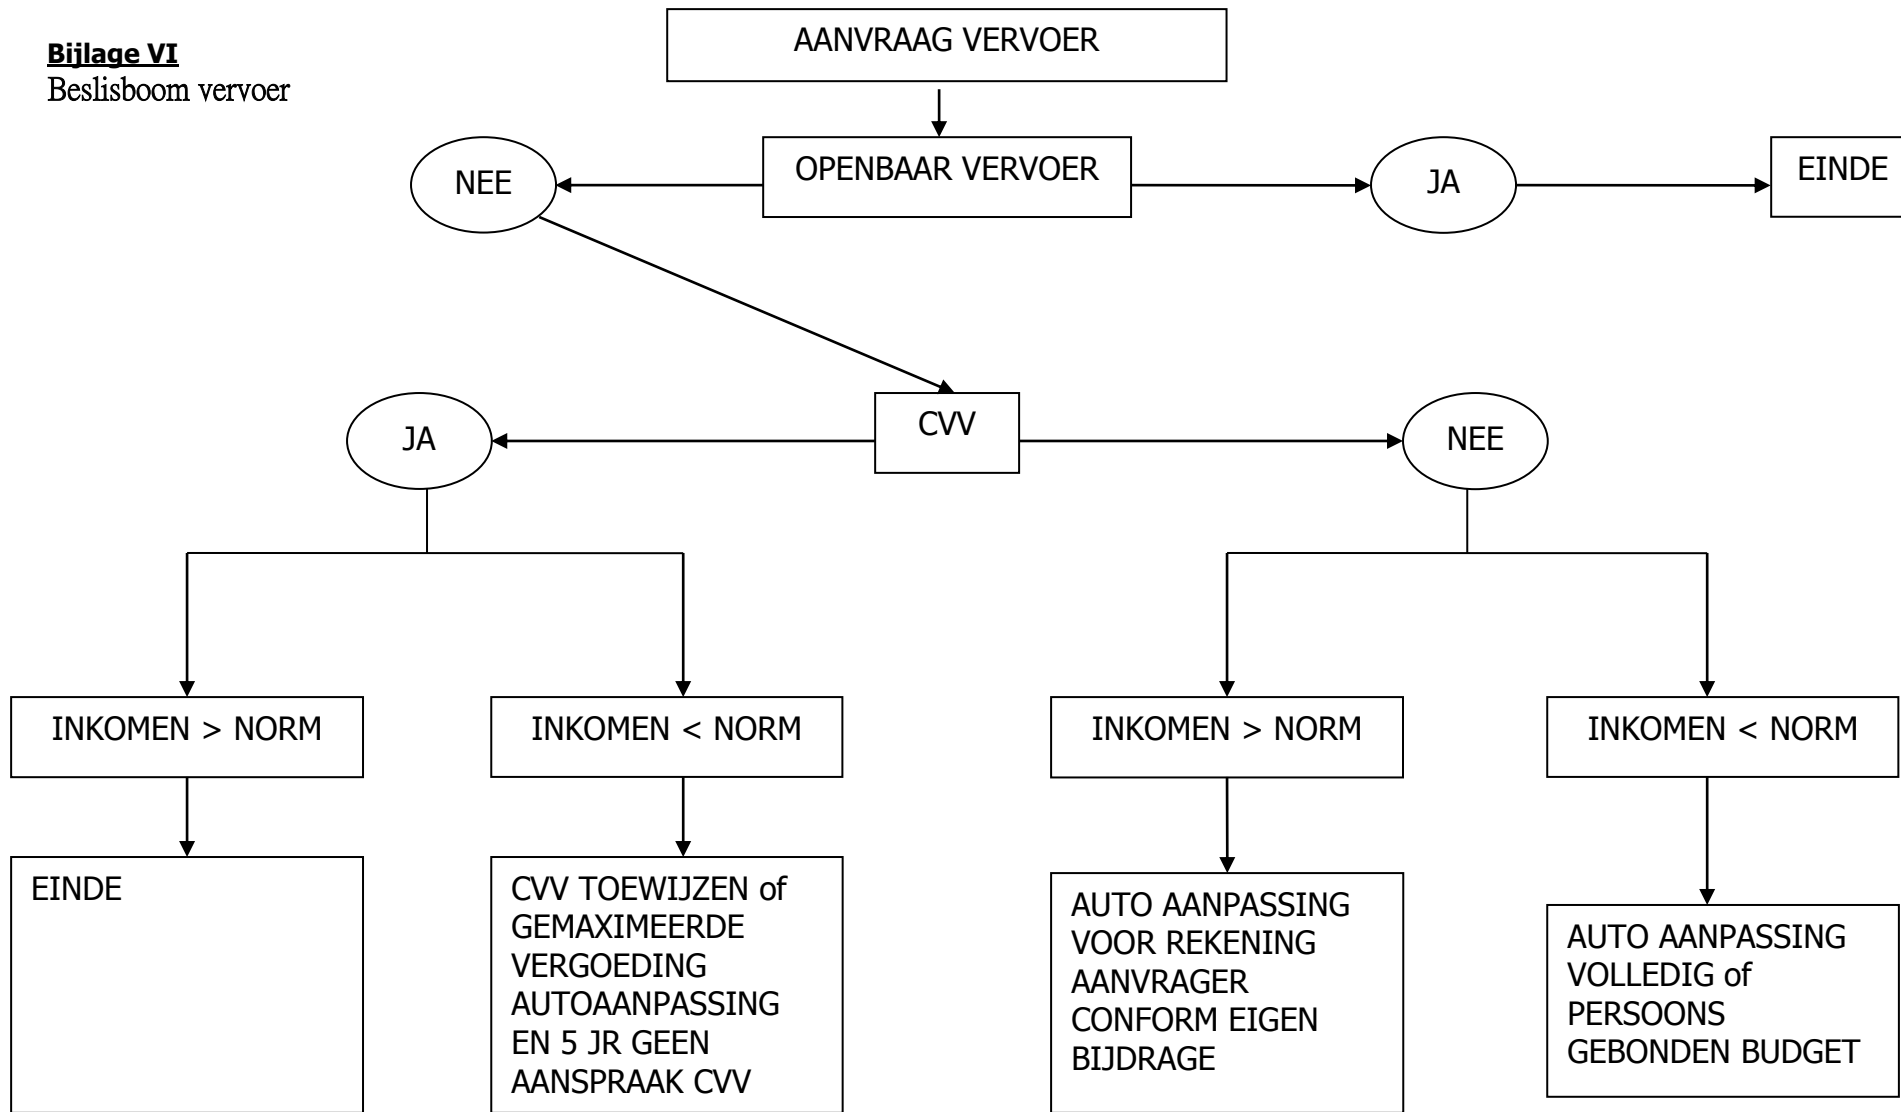 Bijlage VI
Beslisboom vervoer
AANVRAAG VERVOER
NEE
OPENBAAR VERVOER
JA
EINDE
JA
CVV
NEE
INKOMEN > NORM
INKOMEN < NORM
INKOMEN > NORM
INKOMEN < NORM
EINDE
CVV TOEWIJZEN of
GEMAXIMEERDE
VERGOEDING
AUTOAANPASSING
EN 5 JR GEEN
AANSPRAAK CVV
AUTO AANPASSING
VOOR REKENING
AANVRAGER
CONFORM EIGEN
BIJDRAGE
AUTO AANPASSING
VOLLEDIG of
PERSOONS
GEBONDEN BUDGET